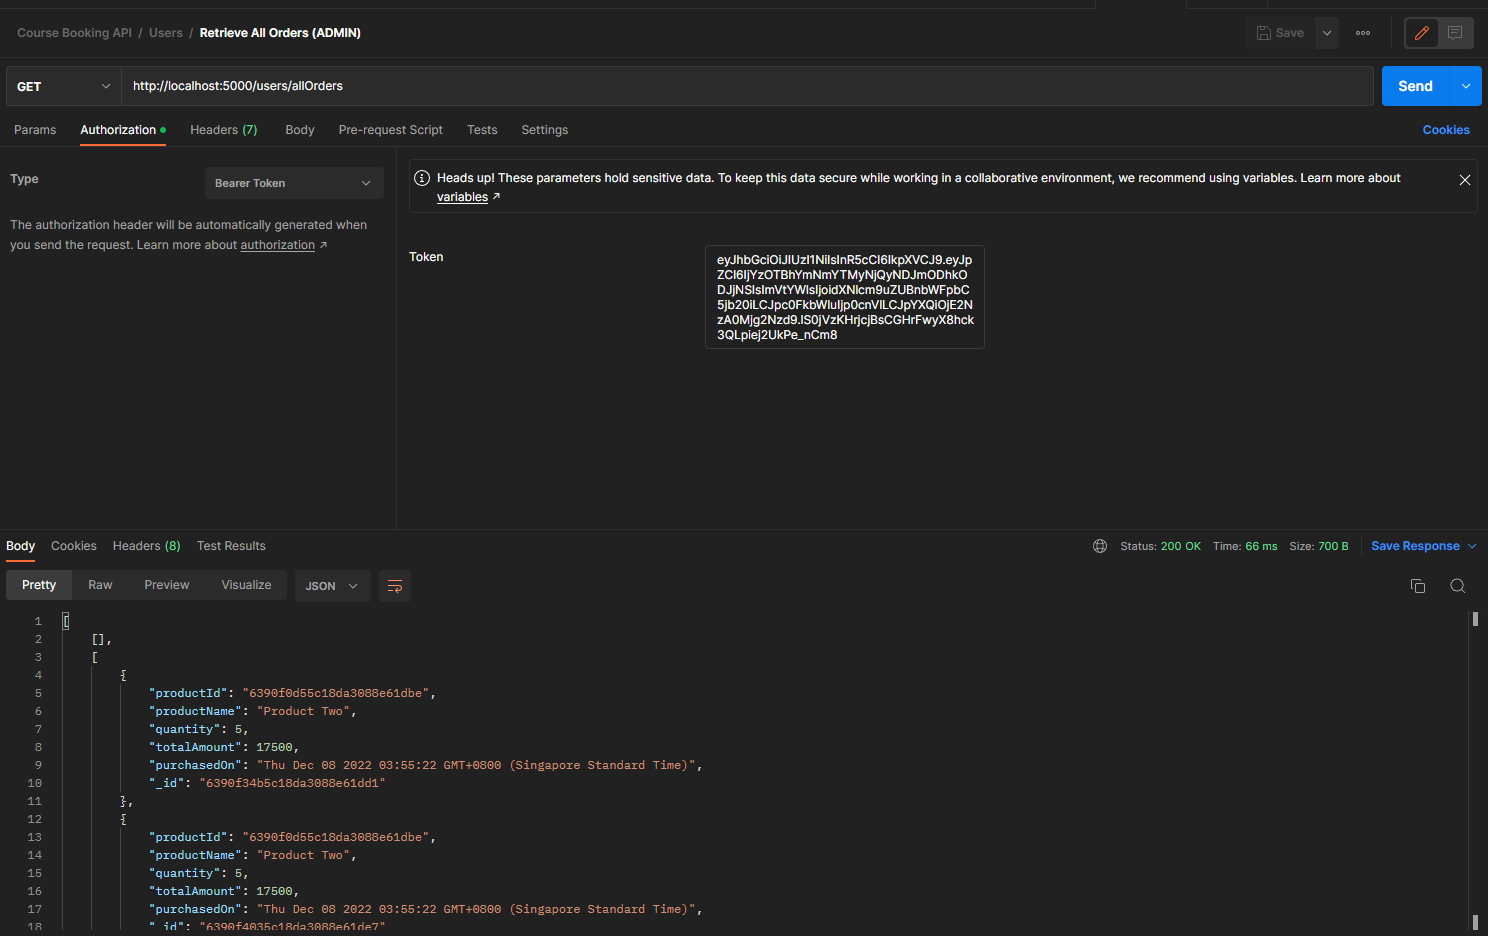 Course Booking API / Users / Retrieve All Orders (ADMIN)
Save
GET http://localhost:5000/users/allOrders Send
Params Authorization Headers (7) Body Pre-request Script Tests Settings Cookies
Type Bearer Token
The authorization header will be automatically generated when
you send the request. Learn more about authorization ↗
Heads up! These parameters hold sensitive data. To keep this data secure while working in a collaborative environment, we recommend using variables. Learn more about
variables ↗
Token
eyJhbGciOiJIUzI1NiIsInR5cCI6IkpXVCJ9.eyJp
ZCI6IjYzOTBhYmNmYTMyNjQyNDJmODhkO
DJjNSIsImVtYWlsIjoidXNlcm9uZUBnbWFpbC
5jb20iLCJpc0FkbWluIjp0cnVlLCJpYXQiOjE2N
zA0Mjg2Nzd9.IS0jVzKHrjcjBsCGHrFwyX8hck
3QLpiej2UkPe_nCm8
Body Cookies Headers (8) Test Results Status: 200 OK Time: 66 ms Size: 700 B Save Response
Pretty Raw Preview Visualize JSON
1 [
2 [],
3 [
4 {
5 "productId": "6390f0d55c18da3088e61dbe",
6 "productName": "Product Two",
7 "quantity": 5,
8 "totalAmount": 17500,
9 "purchasedOn": "Thu Dec 08 2022 03:55:22 GMT+0800 (Singapore Standard Time)",
10 "_id": "6390f34b5c18da3088e61dd1"
11 },
12 {
13 "productId": "6390f0d55c18da3088e61dbe",
14 "productName": "Product Two",
15 "quantity": 5,
16 "totalAmount": 17500,
17 "purchasedOn": "Thu Dec 08 2022 03:55:22 GMT+0800 (Singapore Standard Time)",
18 "_id": "6390f4035c18da3088e61de7"